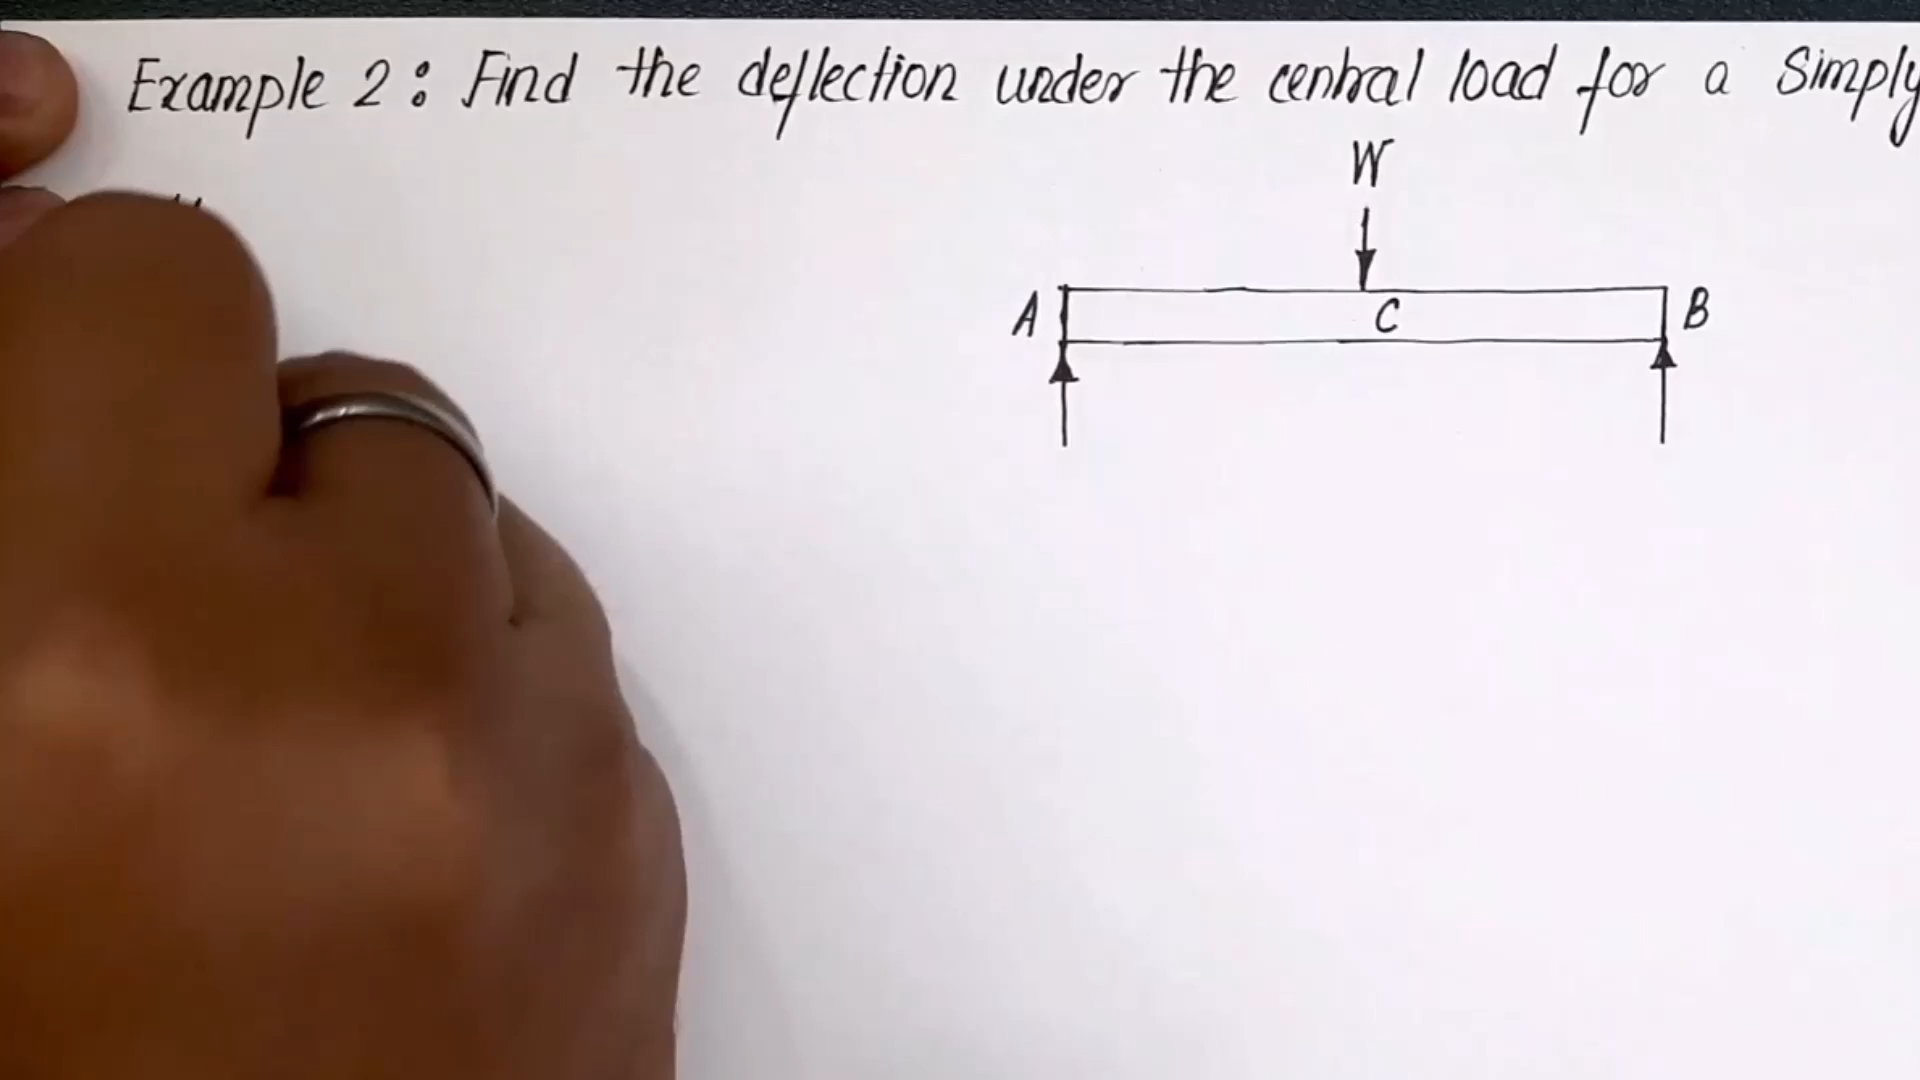 Example 2: Find the deflection under the central load for a Simply
W
A C B